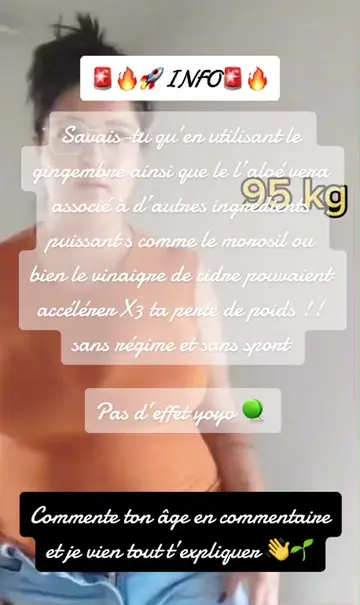 🚨🔥🚀 INFO🚨🔥
Savais-tu qu'en utilisant le
gingembre ainsi que le l'aloé vera
95 kg
associé à d'autres ingrédients
puissant s comme le morosil ou
bien le vinaigre de cidre pouvaient
accélérer X3 ta perte de poids !!
sans régime et sans sport
Pas d'effet yoyo 🪀
Commente ton âge en commentaire
et je vien tout t'expliquer 👋🌱